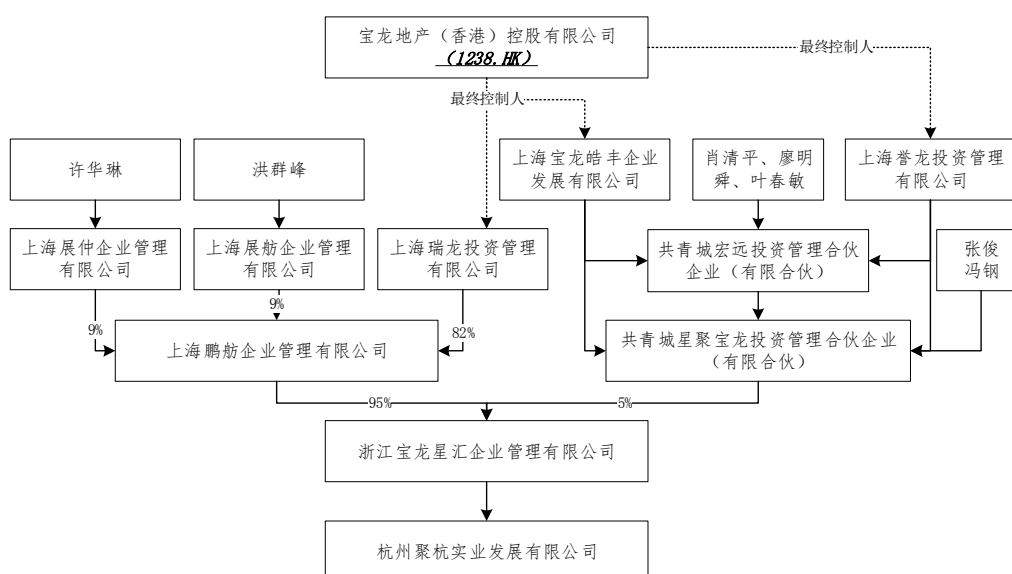 宝龙地产（香港）控股有限公司
(1238.HK)
最终控制人
最终控制人
许华琳
洪群峰
上海宝龙皓丰企业
发展有限公司
肖清平、廖明
舜、叶春敏
上海誉龙投资管理
有限公司
上海展仲企业管理
有限公司
上海展舫企业管理
有限公司
上海瑞龙投资管理
有限公司
共青城宏远投资管理合伙
企业（有限合伙）
张俊
冯钢
9%
9%
82%
上海鹏舫企业管理有限公司
共青城星聚宝龙投资管理合伙企业
（有限合伙）
95%
5%
浙江宝龙星汇企业管理有限公司
杭州聚杭实业发展有限公司